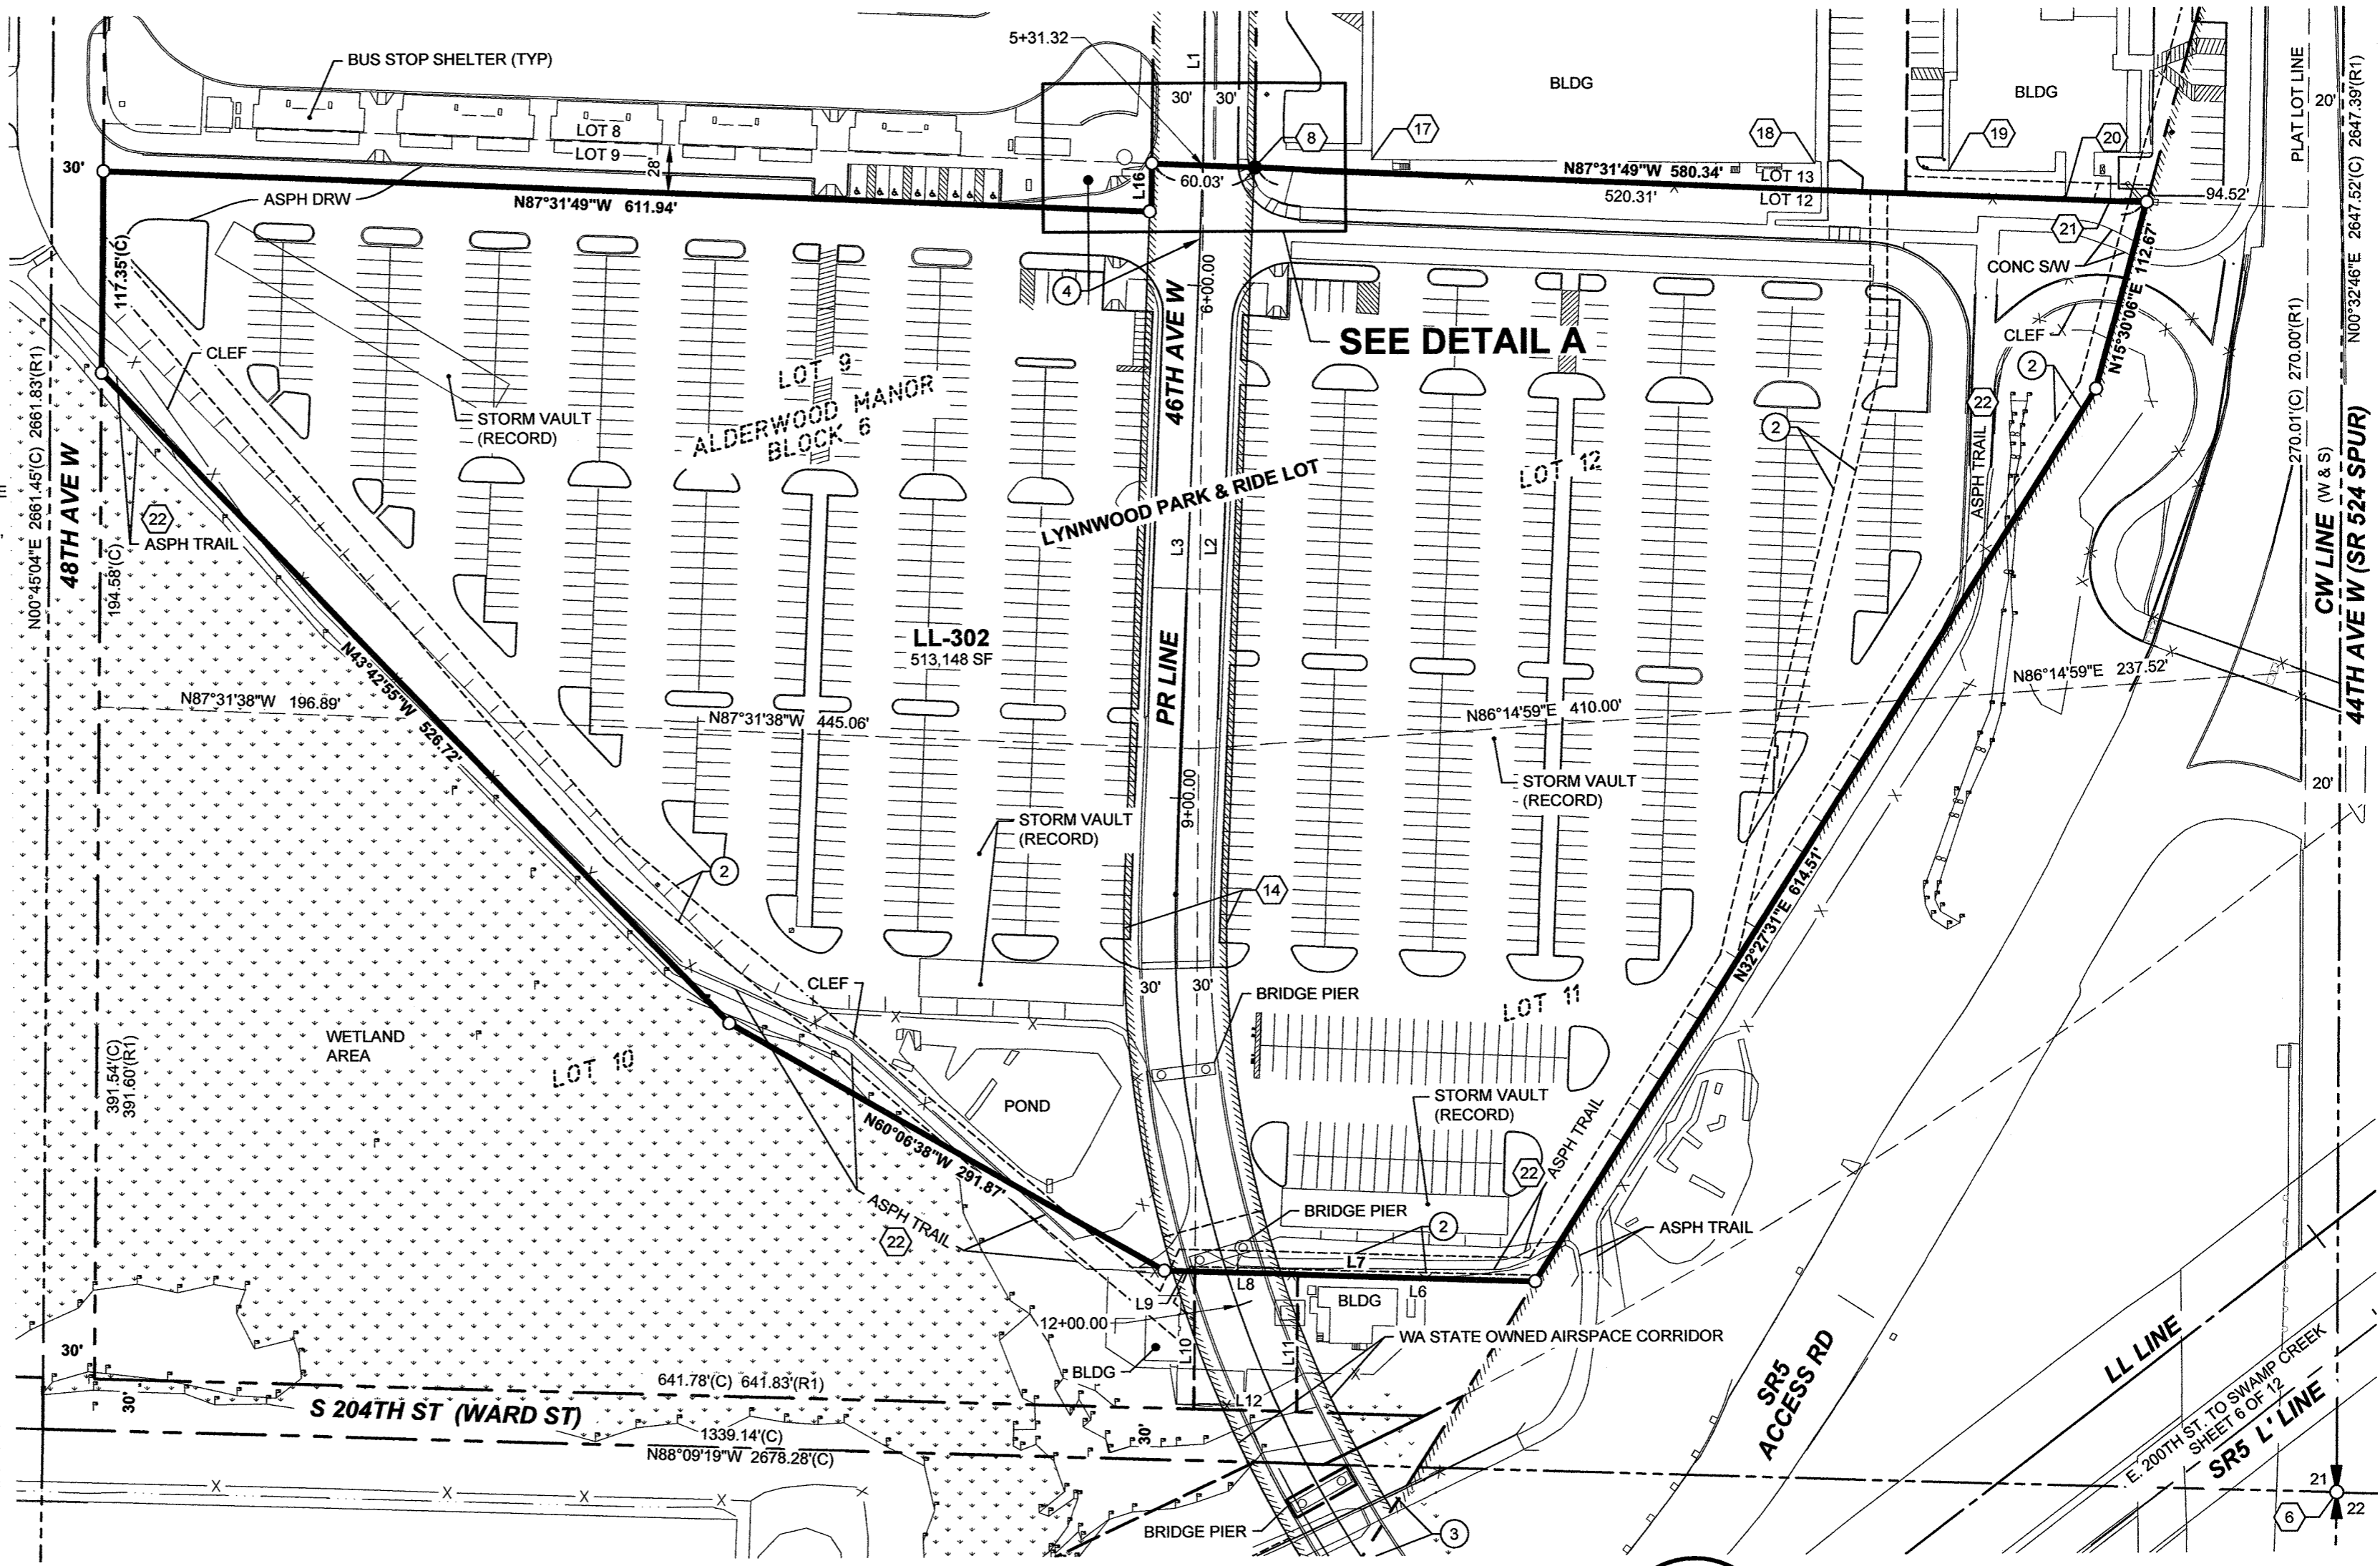 5+31.32
L1
BUS STOP SHELTER (TYP)
BLDG
BLDG
PLAT LOT LINE
20'
N00°32'46"E 2647.52'(C) 2647.39'(R1)
30' 30'
8
17
18
19
20
LOT 8
LOT 9
28'
30'
ASPH DRW
N87°31'49"W 611.94'
L16
60.03'
N87°31'49"W 580.34'
520.31'
LOT 13
LOT 12
94.52'
21
CONC S/W
117.35'(C)
4
46TH AVE W
6+00.00
SEE DETAIL A
CLEF
2
N15°30'06"E 112.67'
270.01'(C) 270.00'(R1)
CLEF
STORM VAULT
(RECORD)
LOT 9
ALDERWOOD MANOR
BLOCK 6
22
ASPH TRAIL
2
LOT 12
LYNNWOOD PARK & RIDE LOT
N00°45'04"E 2661.45'(C) 2661.83'(R1)
48TH AVE W
22
ASPH TRAIL
194.58'(C)
L3
L2
CW LINE (W & S)
44TH AVE W (SR 524 SPUR)
LL-302
513,148 SF
PR LINE
N43°42'55"W 526.72'
N87°31'38"W 196.89'
N87°31'38"W 445.06'
N86°14'59"E 410.00'
N86°14'59"E 237.52'
STORM VAULT
(RECORD)
20'
9+00.00
STORM VAULT
(RECORD)
2
14
N32°27'31"E 614.51'
CLEF
30'
30'
BRIDGE PIER
LOT 11
WETLAND
AREA
LOT 10
391.54'(C)
391.60'(R1)
POND
STORM VAULT
(RECORD)
ASPH TRAIL
22
N60°06'38"W 291.87'
ASPH TRAIL
22
BRIDGE PIER
2
ASPH TRAIL
L7
L8
L6
L9
BLDG
12+00.00
WA STATE OWNED AIRSPACE CORRIDOR
L10
L11
BLDG
L12
30'
30'
641.78'(C) 641.83'(R1)
S 204TH ST (WARD ST)
30'
1339.14'(C)
N88°09'19"W 2678.28'(C)
SR5
ACCESS RD
LL LINE
E. 200TH ST. TO SWAMP CREEK
SHEET 6 OF 12
SR5 L' LINE
BRIDGE PIER
3
21
22
6